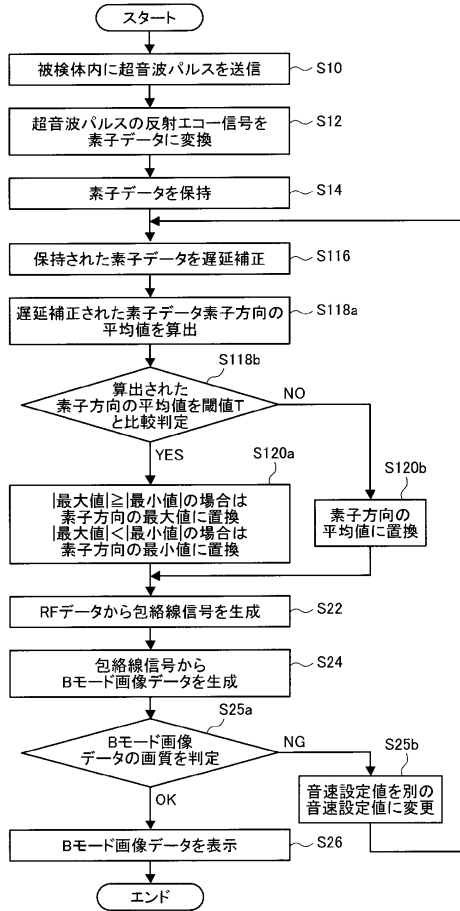 スタート
被検体内に超音波パルスを送信
S10
超音波パルスの反射エコー信号を
素子データに変換
S12
素子データを保持
S14
保持された素子データを遅延補正
S116
遅延補正された素子データ素子方向の
平均値を算出
S118a
S118b
算出された
素子方向の平均値を閾値T
と比較判定
NO
YES
S120a
|最大値|≧|最小値|の場合は
素子方向の最大値に置換
|最大値|<|最小値|の場合は
素子方向の最小値に置換
S120b
素子方向の
平均値に置換
RFデータから包絡線信号を生成
S22
包絡線信号から
Bモード画像データを生成
S24
S25a
Bモード画像
データの画質を判定
NG
OK
S25b
音速設定値を別の
音速設定値に変更
Bモード画像データを表示
S26
エンド